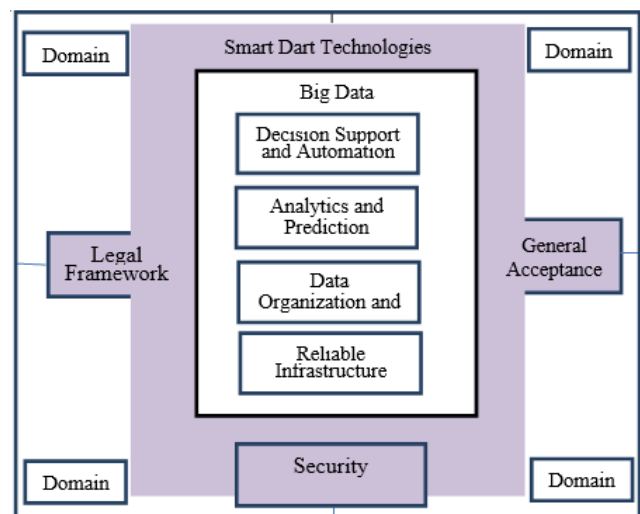 Domain
Smart Dart Technologies
Domain
Big Data
Decision Support
and Automation
Analytics and
Prediction
Legal
Framework
General
Acceptance
Data
Organization and
Reliable
Infrastructure
Domain
Security
Domain